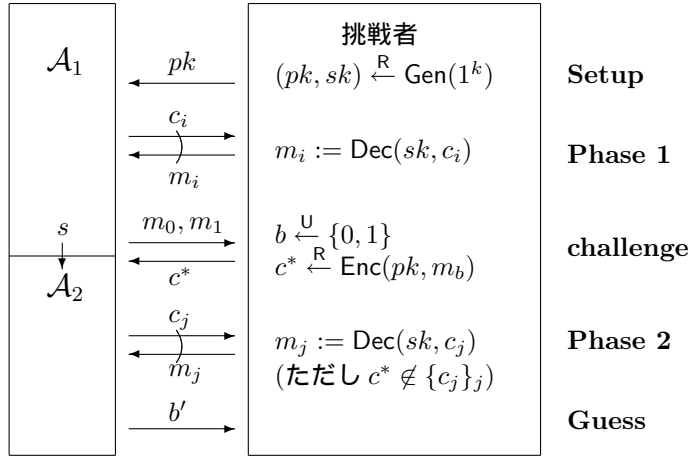 挑戦者
𝒜₁ pk (pk, sk) ←R Gen(1^k) Setup
c_i
m_i := Dec(sk, c_i) Phase 1
m_i
s m₀, m₁ b ←U {0, 1}
challenge
c* c* ←R Enc(pk, m_b)
𝒜₂
c_j
m_j := Dec(sk, c_j) Phase 2
m_j (ただし c* ∉ {c_j}_j)
b′ Guess